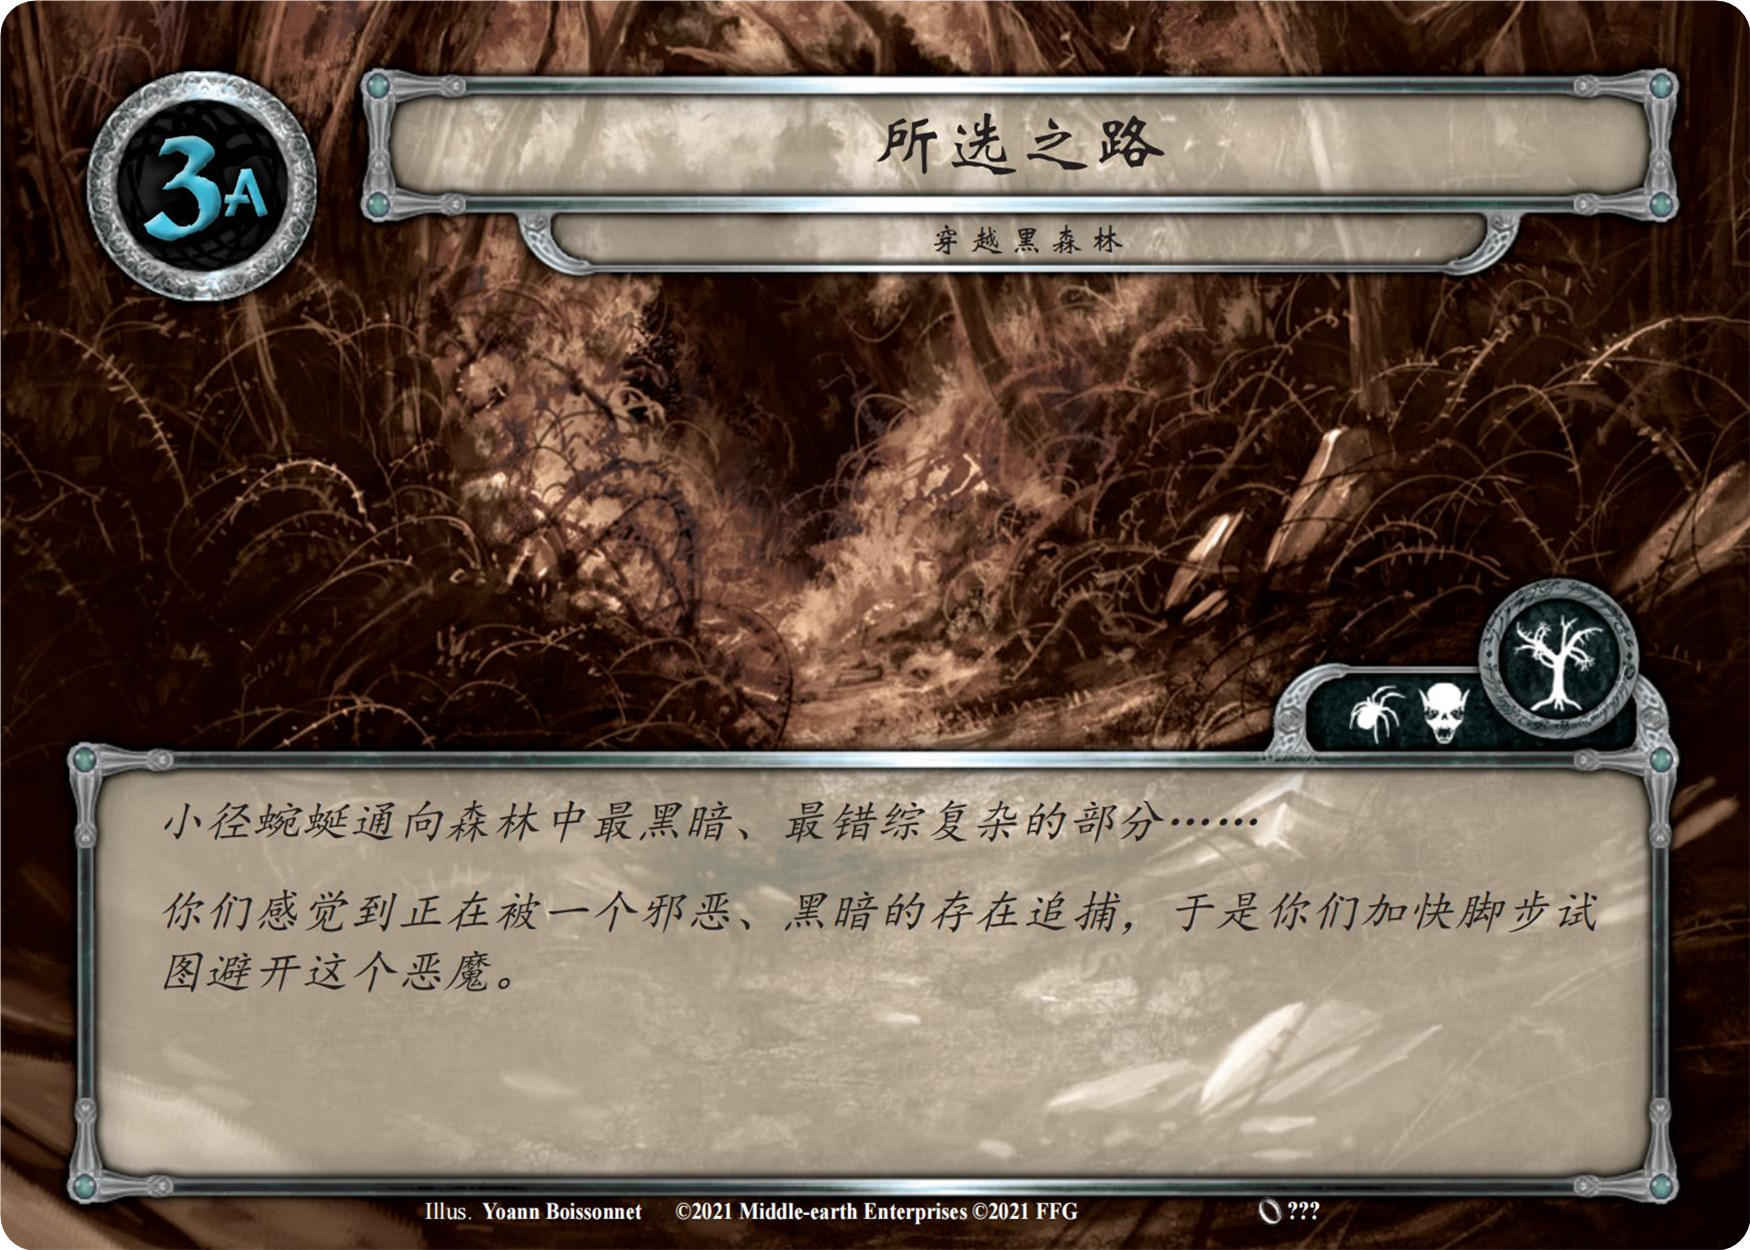 3A
所选之路
穿越黑森林
小径蜿蜒通向森林中最黑暗、最错综复杂的部分……
你们感觉到正在被一个邪恶、黑暗的存在追捕，于是你们加快脚步试
图避开这个恶魔。
Illus. Yoann Boissonnet ©2021 Middle-earth Enterprises ©2021 FFG ???